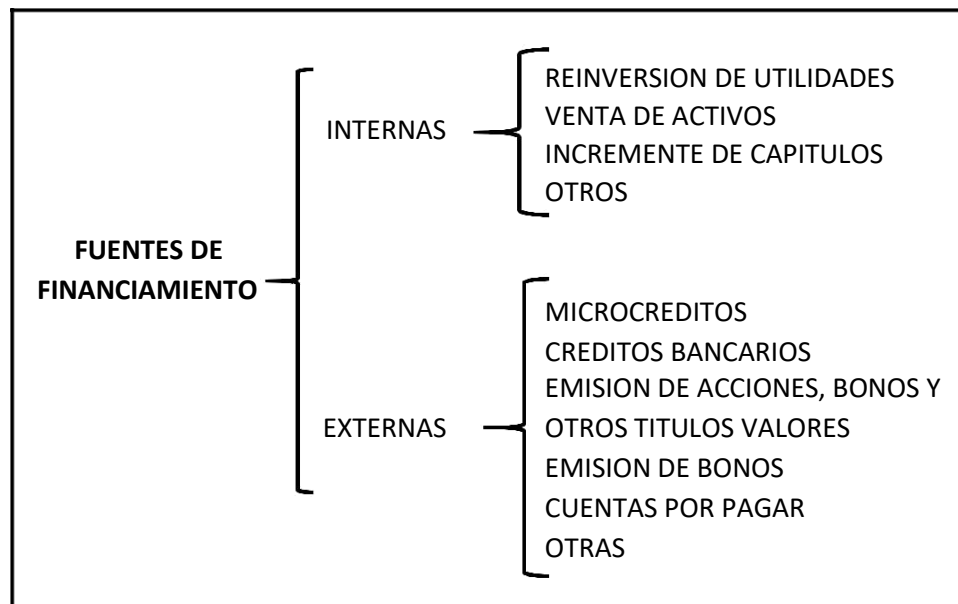 FUENTES DE
FINANCIAMIENTO
INTERNAS
REINVERSION DE UTILIDADES
VENTA DE ACTIVOS
INCREMENTE DE CAPITULOS
OTROS
EXTERNAS
MICROCREDITOS
CREDITOS BANCARIOS
EMISION DE ACCIONES, BONOS Y
OTROS TITULOS VALORES
EMISION DE BONOS
CUENTAS POR PAGAR
OTRAS